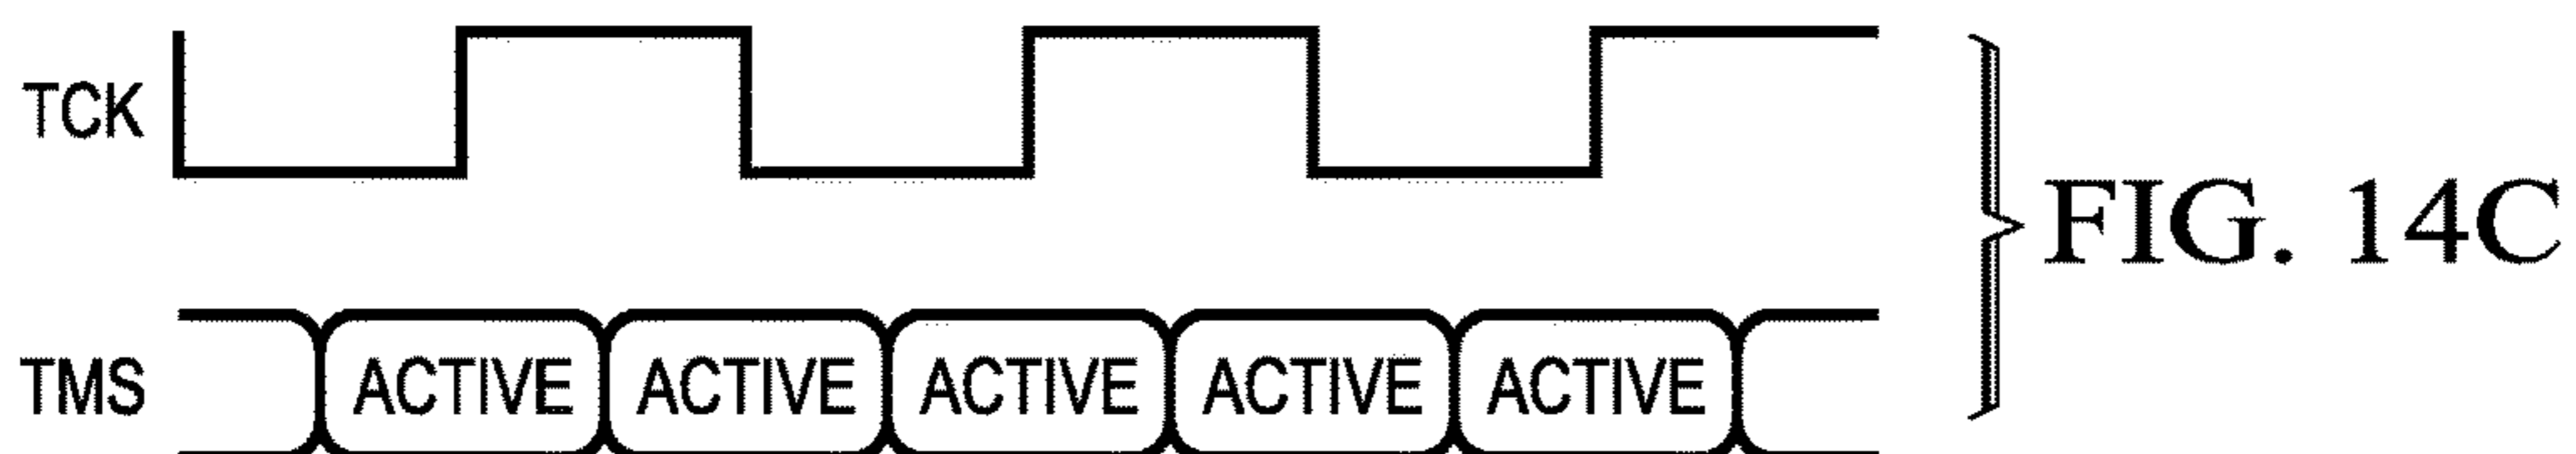 TCK
FIG. 14C
TMS ACTIVE ACTIVE ACTIVE ACTIVE ACTIVE